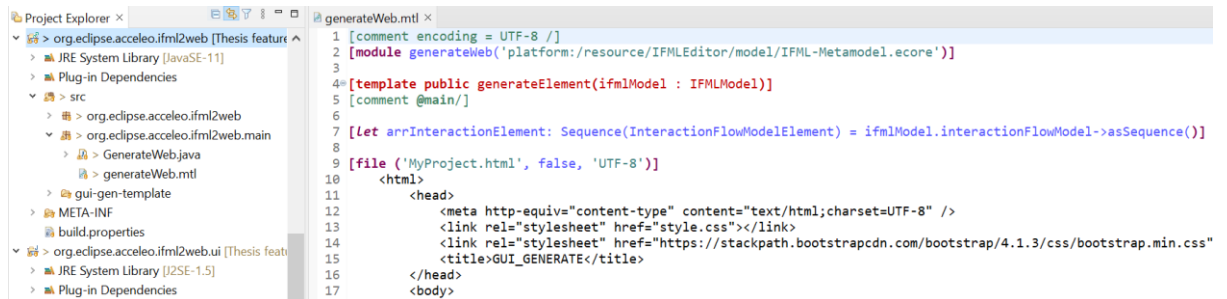 Project Explorer ×
> org.eclipse.acceleo.ifml2web [Thesis feature
JRE System Library [JavaSE-11]
Plug-in Dependencies
> src
> org.eclipse.acceleo.ifml2web
> org.eclipse.acceleo.ifml2web.main
> GenerateWeb.java
> generateWeb.mtl
> gui-gen-template
META-INF
build.properties
> org.eclipse.acceleo.ifml2web.ui [Thesis feat
JRE System Library [J2SE-1.5]
Plug-in Dependencies
generateWeb.mtl ×
1 [comment encoding = UTF-8 /]
2 [module generateWeb('platform:/resource/IFMLEditor/model/IFML-Metamodel.ecore')]
3
4 [template public generateElement(ifmlModel : IFMLModel)]
5 [comment @main/]
6
7 [Let arrInteractionElement: Sequence(InteractionFlowModelElement) = ifmlModel.interactionFlowModel->asSequence()]
8
9 [file ('MyProject.html', false, 'UTF-8')]
10 <html>
11 <head>
12 <meta http-equiv="content-type" content="text/html;charset=UTF-8" />
13 <link rel="stylesheet" href="style.css"></link>
14 <link rel="stylesheet" href="https://stackpath.bootstrapcdn.com/bootstrap/4.1.3/css/bootstrap.min.css"
15 <title>GUI_GENERATE</title>
16 </head>
17 <body>